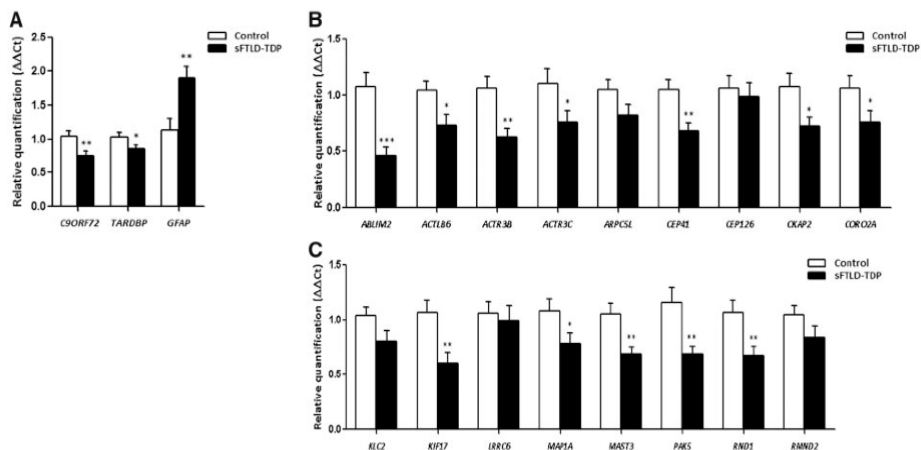 A
Control
sFTLD-TDP
Relative quantification (ΔΔCt)
2.5
2.0
1.5
1.0
0.5
0.0
**
*
**
C9ORF72 TARDBP GFAP
B
Control
sFTLD-TDP
Relative quantification (ΔΔCt)
1.5
1.0
0.5
0.0
***
*
**
*
**
*
*
ABLIM2 ACTL6B ACTR3B ACTR3C ARPC5L CEP41 CEP126 CKAP2 CORO2A
C
Control
sFTLD-TDP
Relative quantification (ΔΔCt)
1.5
1.0
0.5
0.0
**
*
**
**
**
KLC2 KIF17 LRRC6 MAP1A MAST3 PAK5 RND1 RMND2